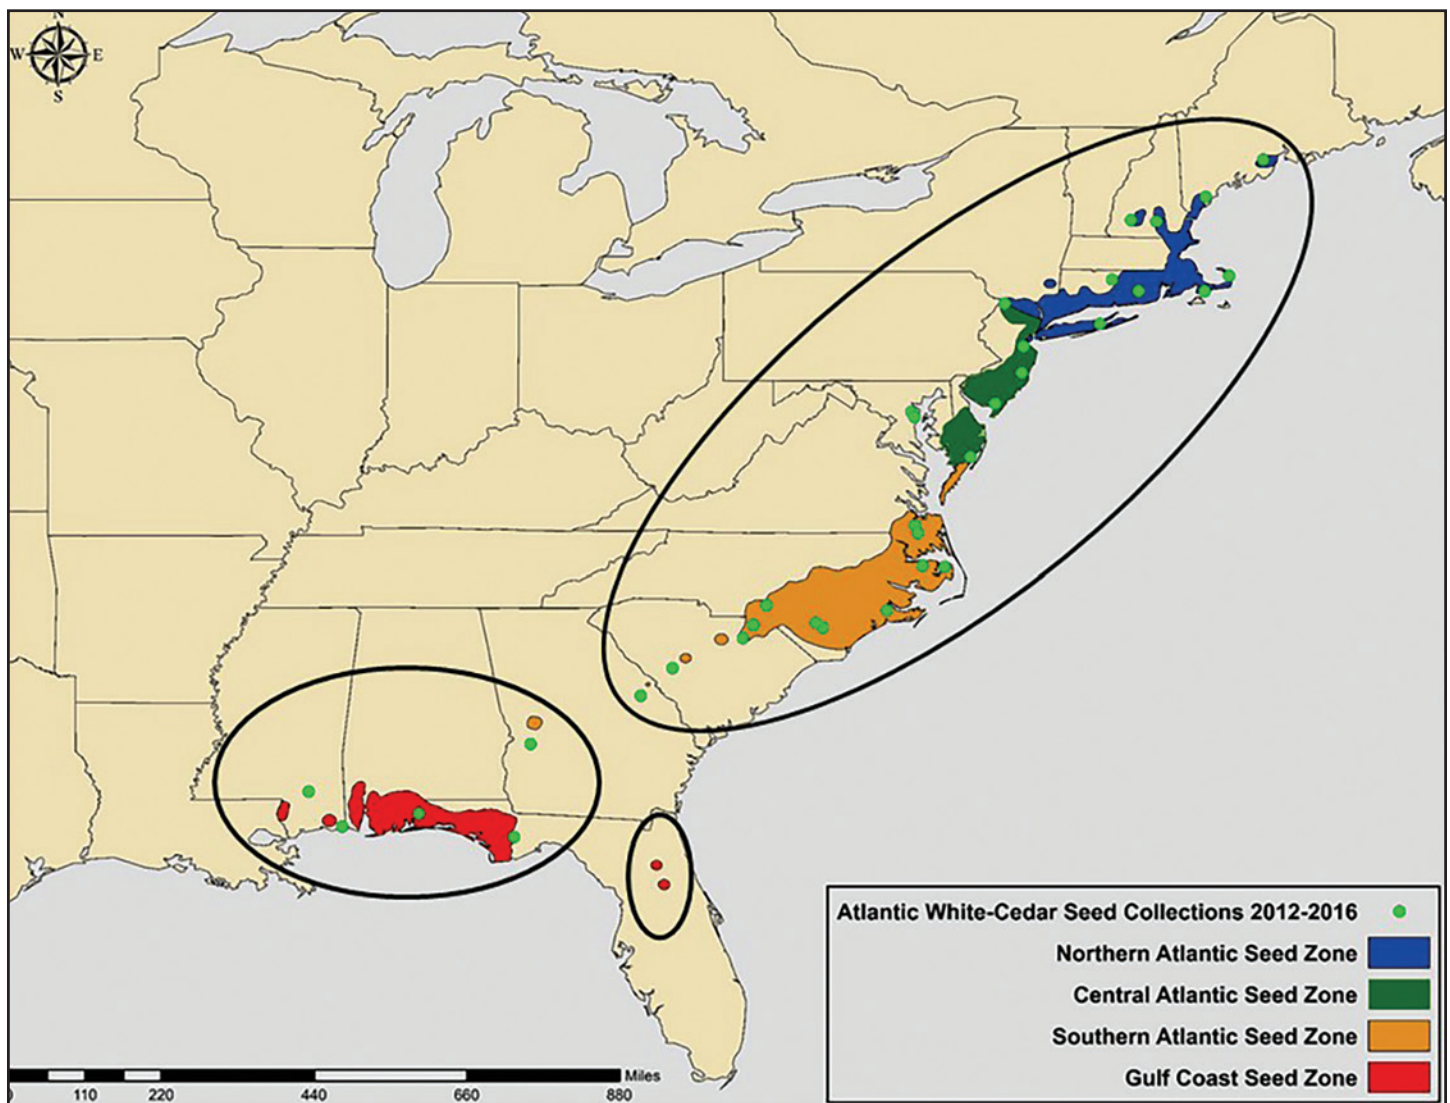 N
W E
S
Atlantic White-Cedar Seed Collections 2012-2016
Northern Atlantic Seed Zone
Central Atlantic Seed Zone
Southern Atlantic Seed Zone
Gulf Coast Seed Zone
Miles
0 110 220 440 660 880